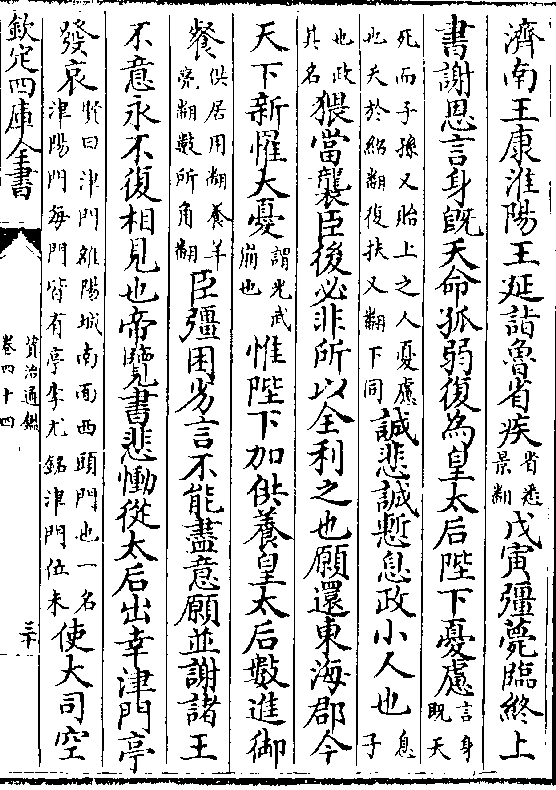 濟南王康淮陽王延詣魯省疾省悉景翻戊寅彊薨臨終上
書謝恩言身既夭命孤弱復為皇太后陛下憂慮言身既夭
死而子孫又貽上之人憂慮也夭於紹翻復扶又翻下同誠悲誠慙息政小人也息子
也政其名猥當襲臣後必非所以全利之也願還東海郡今
天下新罹大憂謂光武崩也惟陛下加供養皇太后數進御
餐供居用翻養羊亮翻數所角翻臣彊困劣言不能盡意願並謝諸王
不意永不復相見也帝覽書悲慟從太后出幸津門亭
發哀賢曰津門雒陽城南面西頭門也一名津陽門每門皆有亭李尤銘津門位未使大司空
欽定四庫全書
資治通鑑
卷四十四
三十